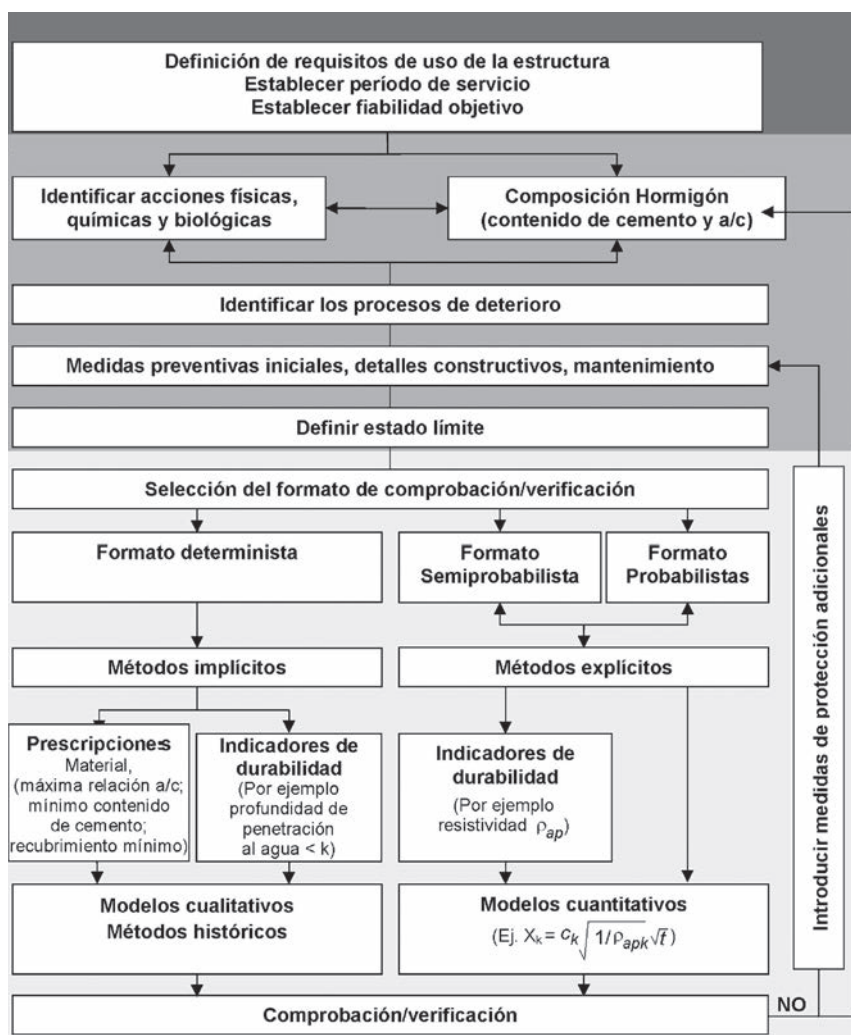 Definición de requisitos de uso de la estructura
Establecer período de servicio
Establecer fiabilidad objetivo
Identificar acciones físicas,
químicas y biológicas
Composición Hormigón
(contenido de cemento y a/c)
Identificar los procesos de deterioro
Medidas preventivas iniciales, detalles constructivos, mantenimiento
Definir estado límite
Selección del formato de comprobación/verificación
Formato determinista
Formato
Semiprobabilista
Formato
Probabilistas
Métodos implícitos
Métodos explícitos
Prescripciones
Material,
(máxima relación a/c;
mínimo contenido
de cemento;
recubrimiento mínimo)
Indicadores de
durabilidad
(Por ejemplo
profundidad de
penetración
al agua < k)
Indicadores de
durabilidad
(Por ejemplo
resistividad ρap)
Modelos cualitativos
Métodos históricos
Modelos cuantitativos
(Ej. Xk = ck√1/ρapk √t)
Comprobación/verificación
NO
Introducir medidas de protección adicionales